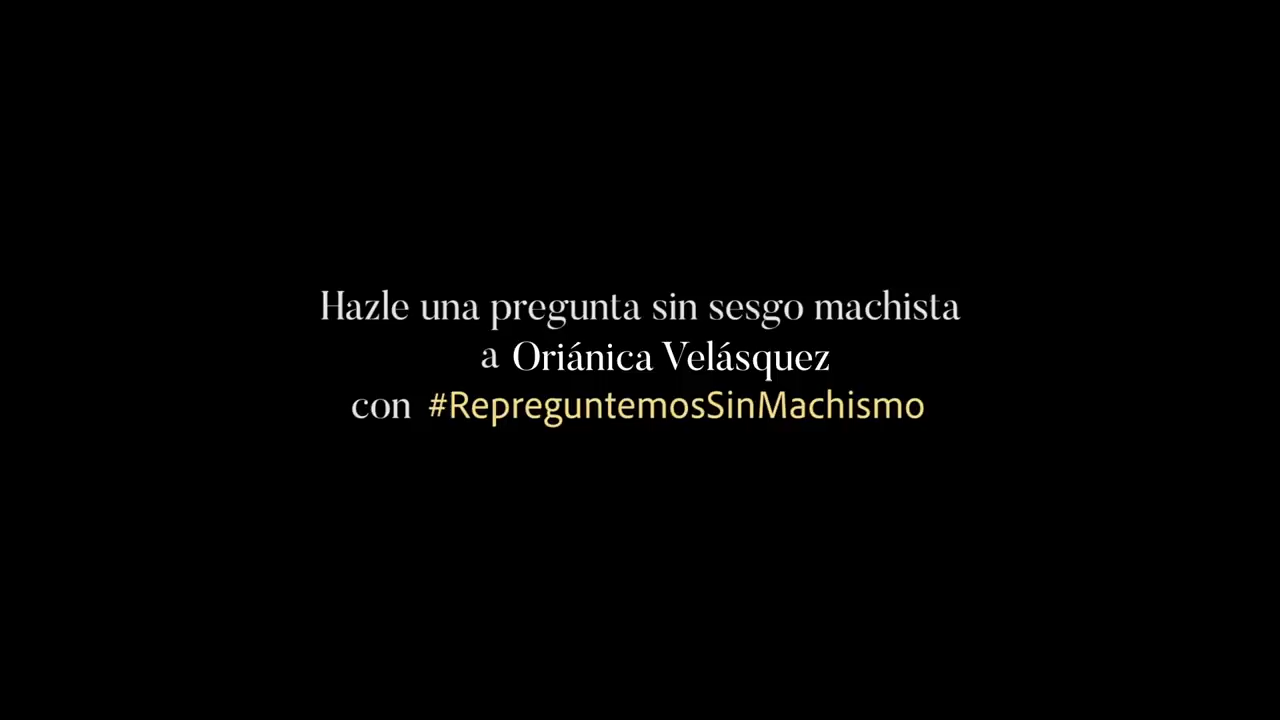 Hazle una pregunta sin sesgo machista
a Oriánica Velásquez
con #RepreguntemosSinMachismo